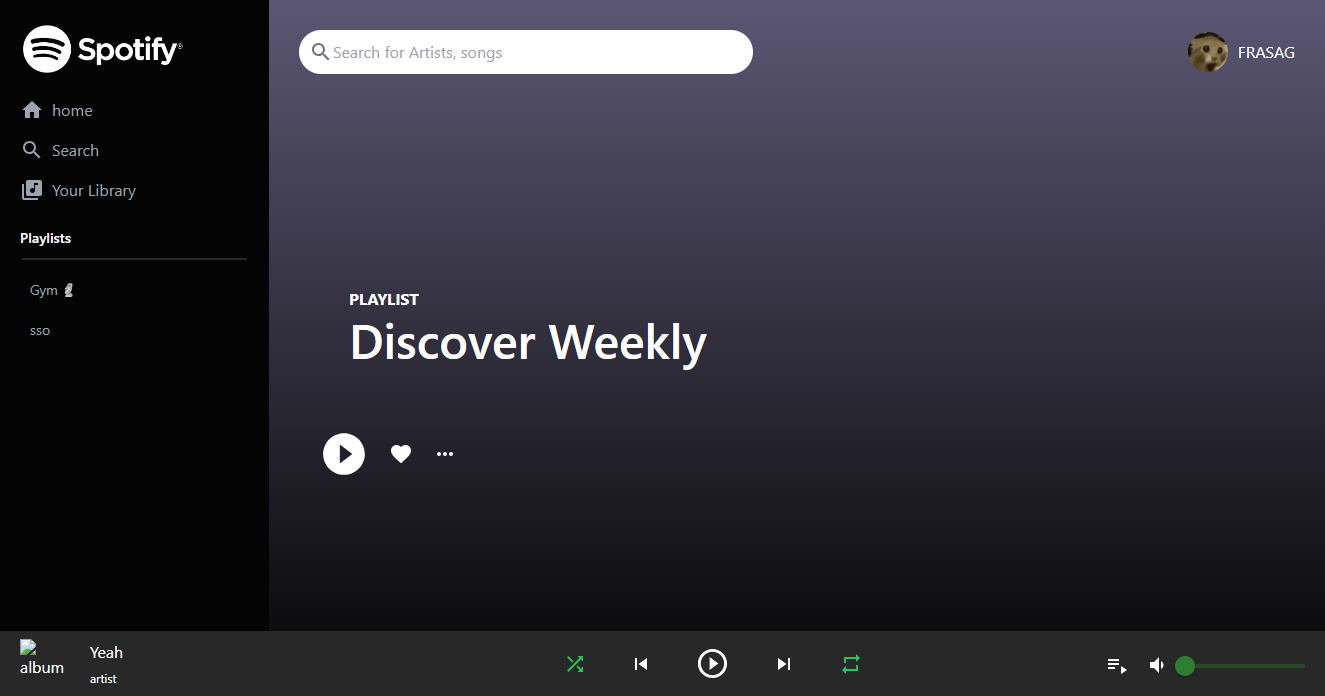 Spotify®
Search for Artists, songs
FRASAG
home
Search
Your Library
Playlists
Gym 🗿
sso
PLAYLIST
Discover Weekly
album
Yeah
artist